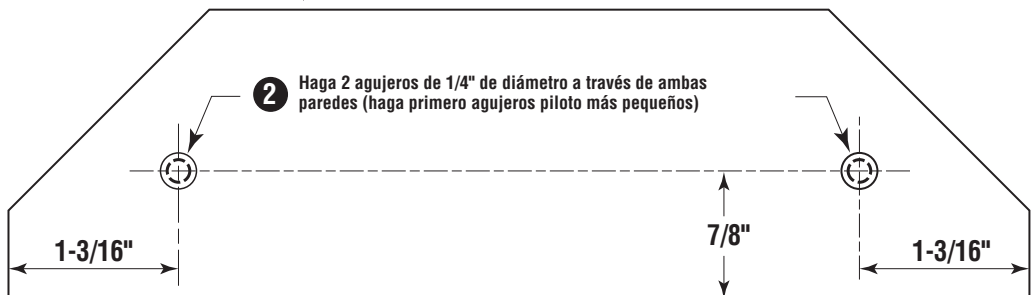 2 Haga 2 agujeros de 1/4" de diámetro a través de ambas
paredes (haga primero agujeros piloto más pequeños)
7/8"
1-3/16"
1-3/16"